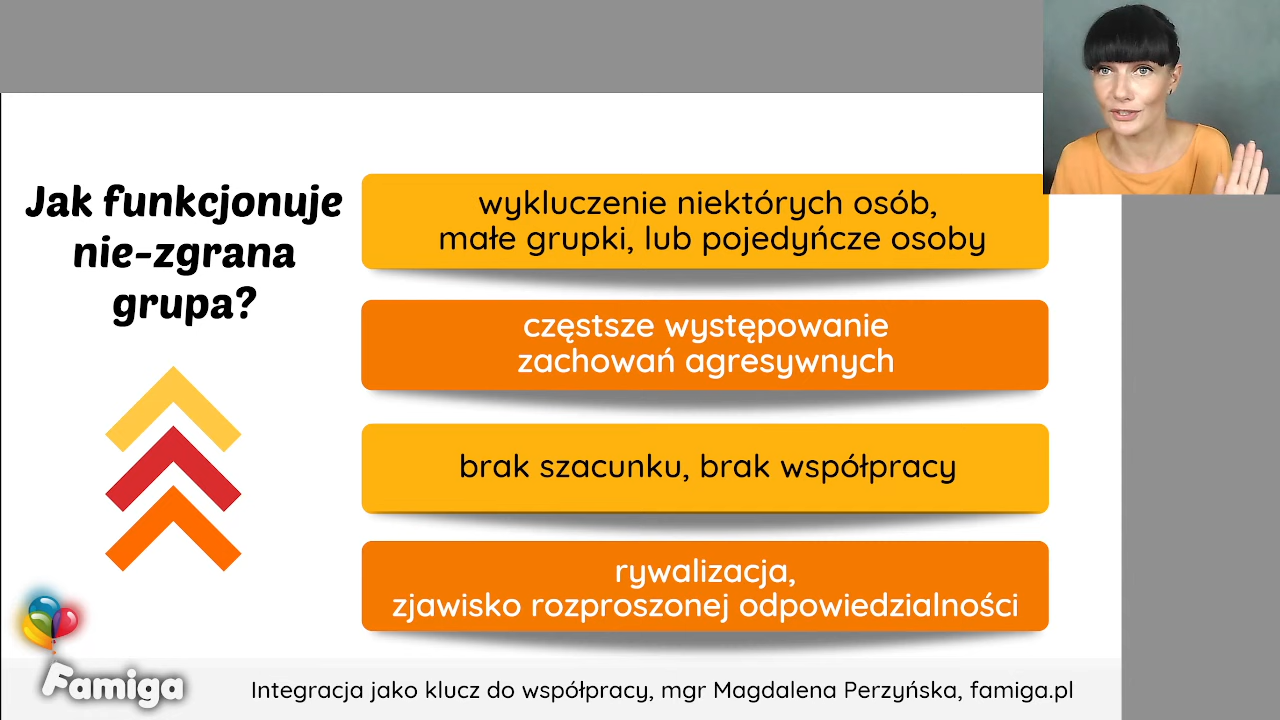 Jak funkcjonuje
nie-zgrana
grupa?
wykluczenie niektórych osób,
małe grupki, lub pojedyńcze osoby
częstsze występowanie
zachowań agresywnych
brak szacunku, brak współpracy
rywalizacja,
zjawisko rozproszonej odpowiedzialności
Famiga
Integracja jako klucz do współpracy, mgr Magdalena Perzyńska, famiga.pl